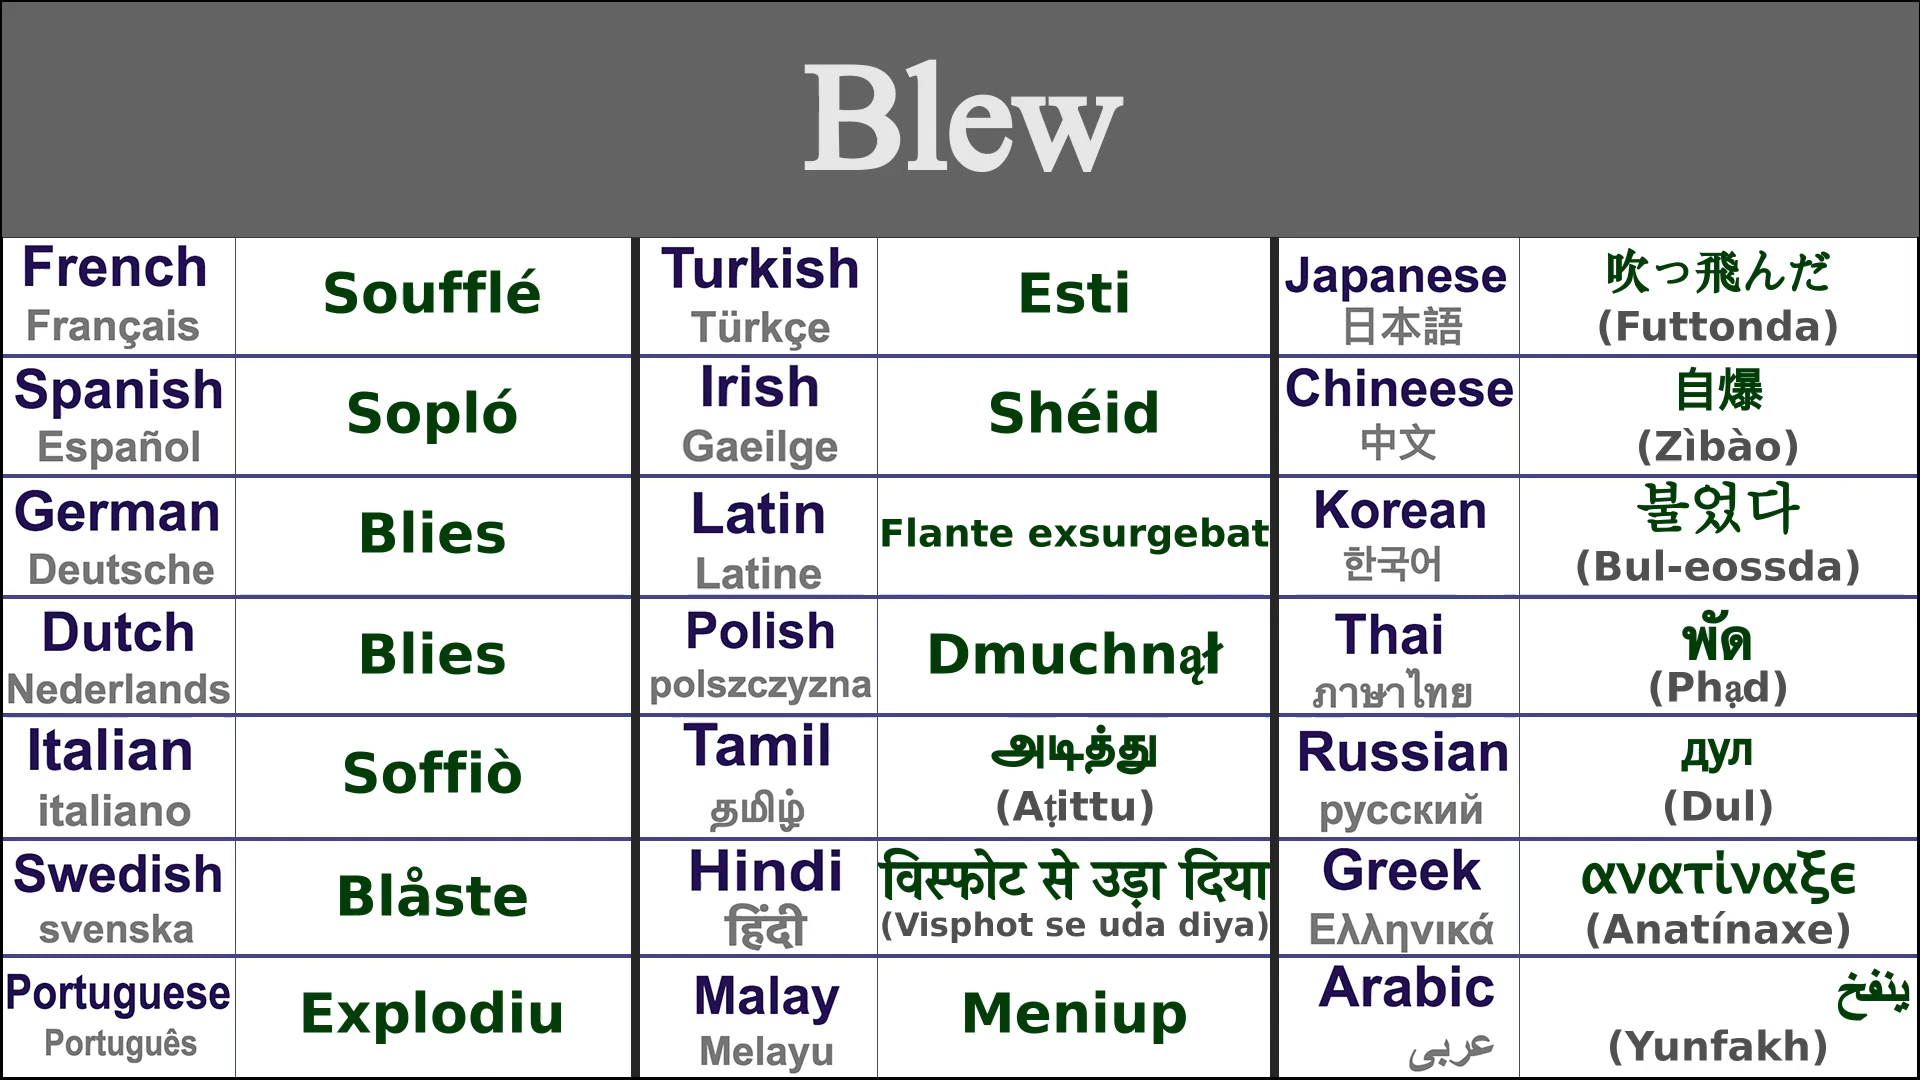 Blew
French
Français
Soufflé
Turkish
Türkçe
Esti
Japanese
日本語
吹っ飛んだ
(Futtonda)
Spanish
Español
Sopló
Irish
Gaeilge
Shéid
Chineese
中文
自爆
(Zìbào)
German
Deutsche
Blies
Latin
Latine
Flante exsurgebat
Korean
한국어
불었다
(Bul-eossda)
Dutch
Nederlands
Blies
Polish
polszczyzna
Dmuchnął
Thai
ภาษาไทย
พัด
(Phạd)
Italian
italiano
Soffiò
Tamil
தமிழ்
அடித்து
(Aṭittu)
Russian
русский
дул
(Dul)
Swedish
svenska
Blåste
Hindi
हिंदी
विस्फोट से उड़ा दिया
(Visphot se uda diya)
Greek
Ελληνικά
ανατίναξε
(Anatínaxe)
Portuguese
Português
Explodiu
Malay
Melayu
Meniup
Arabic
عربى
ينفخ
(Yunfakh)